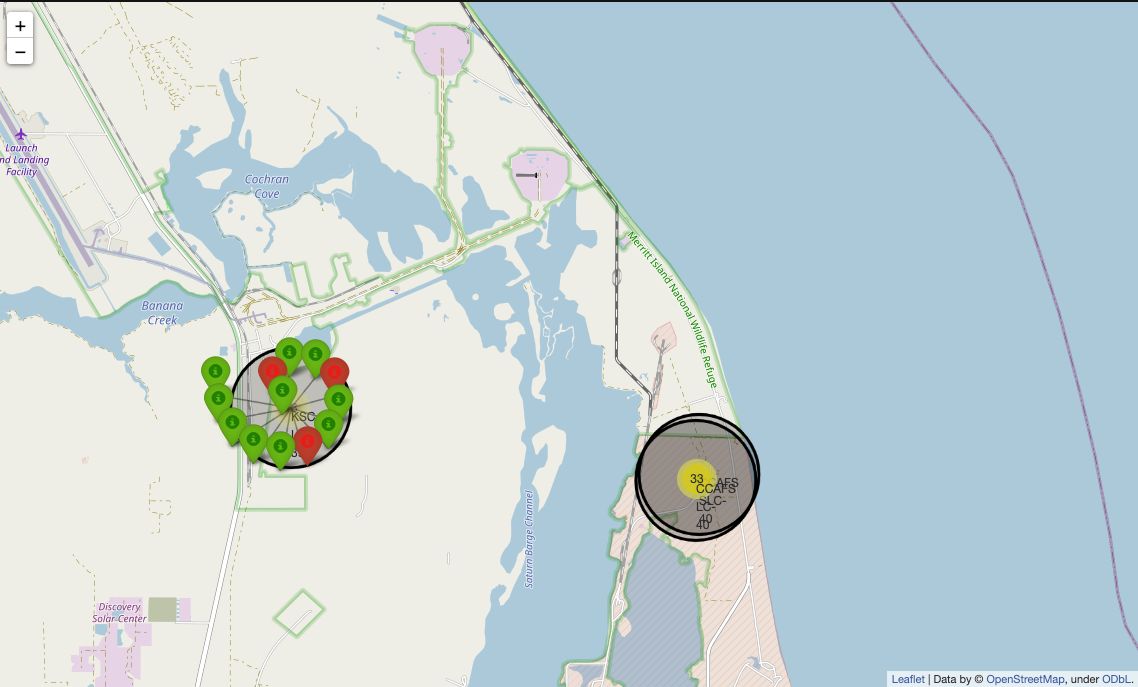 +
−
Launch
nd Landing
Facility
Cochran
Cove
Banana
Creek
Merritt Island National Wildlife Refuge
KSC
33
AFS
CCAFS
SLC-
LC-
40
40
Saturn Barge Channel
Discovery
Solar Center
Leaflet | Data by © OpenStreetMap, under ODbL.